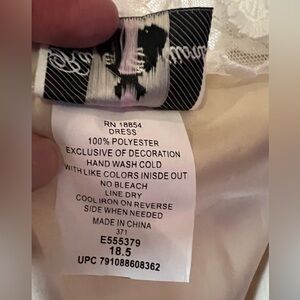 RN 18854
DRESS
100% POLYESTER
EXCLUSIVE OF DECORATION
HAND WASH COLD
WITH LIKE COLORS INISDE OUT
NO BLEACH
LINE DRY
COOL IRON ON REVERSE
SIDE WHEN NEEDED
MADE IN CHINA
371
E555379
18.5
UPC 791088608362